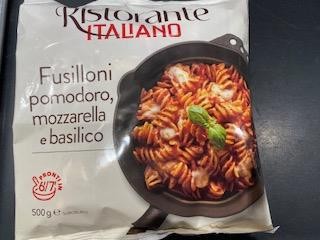 Ristorante
ITALIANO
Fusilloni
pomodoro,
mozzarella
e basilico
PRONTI IN
6/7'
500 g e